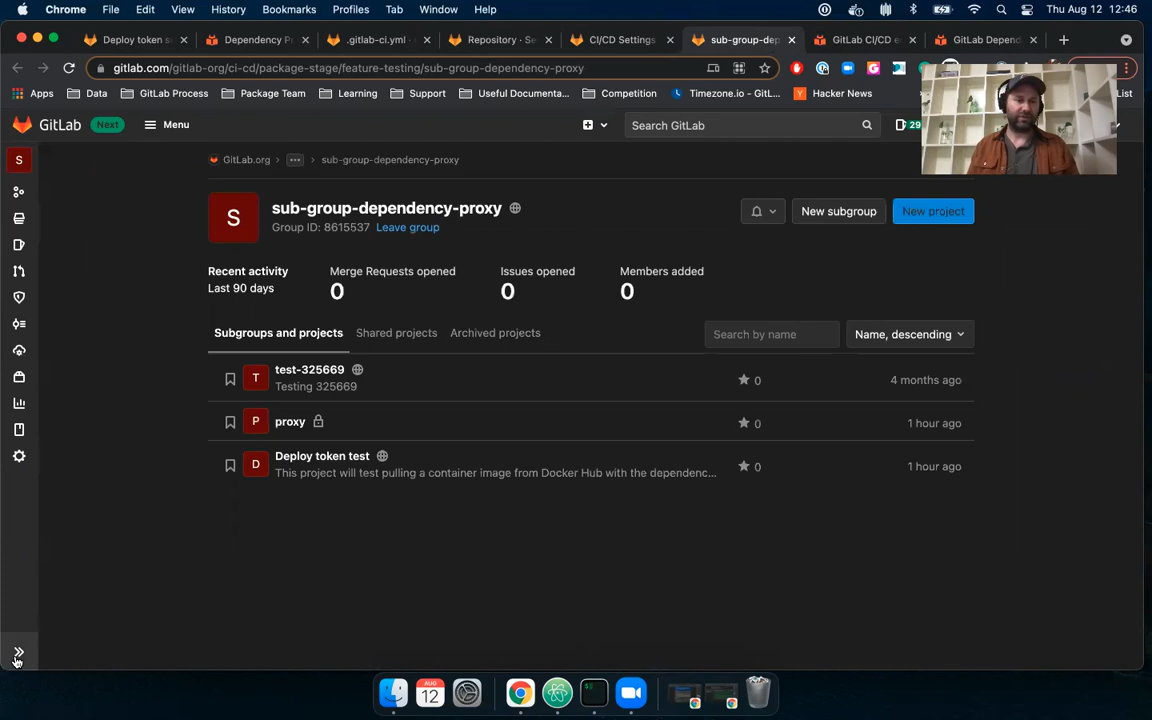 Chrome File Edit View History Bookmarks Profiles Tab Window Help Thu Aug 12 12:46
Deploy token s Dependency P .gitlab-ci.yml - Repository · Se CI/CD Settings sub-group-dep GitLab CI/CD e GitLab Depend
gitlab.com/gitlab-org/ci-cd/package-stage/feature-testing/sub-group-dependency-proxy
Apps Data GitLab Process Package Team Learning Support Useful Documenta... Competition Timezone.io - GitL... Hacker News List
GitLab Next Menu Search GitLab 29
S GitLab.org > ... > sub-group-dependency-proxy
S sub-group-dependency-proxy New subgroup New project
Group ID: 8615537 Leave group
Recent activity Merge Requests opened Issues opened Members added
Last 90 days 0 0 0
Subgroups and projects Shared projects Archived projects Search by name Name, descending
T test-325669 0 4 months ago
Testing 325669
P proxy 0 1 hour ago
D Deploy token test 0 1 hour ago
This project will test pulling a container image from Docker Hub with the dependenc...
AUG
12